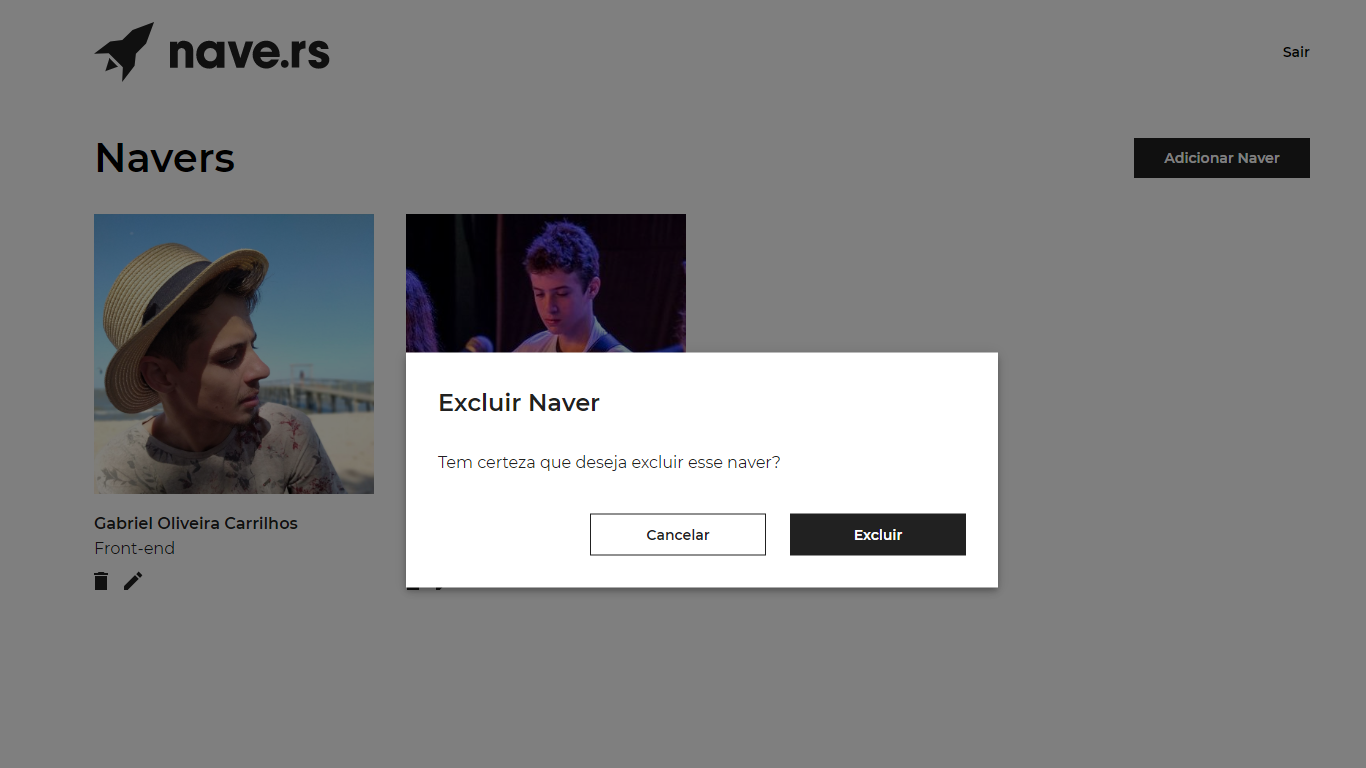 nave.rs
Sair
Navers
Adicionar Naver
Excluir Naver
Tem certeza que deseja excluir esse naver?
Cancelar
Excluir
Gabriel Oliveira Carrilhos
Front-end